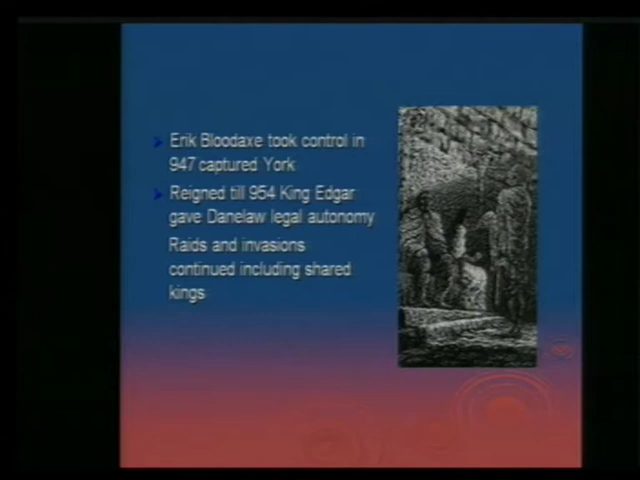 Erik Bloodaxe took control in
947 captured York
Reigned till 954 King Edgar
gave Danelaw legal autonomy
Raids and invasions
continued including shared
kings